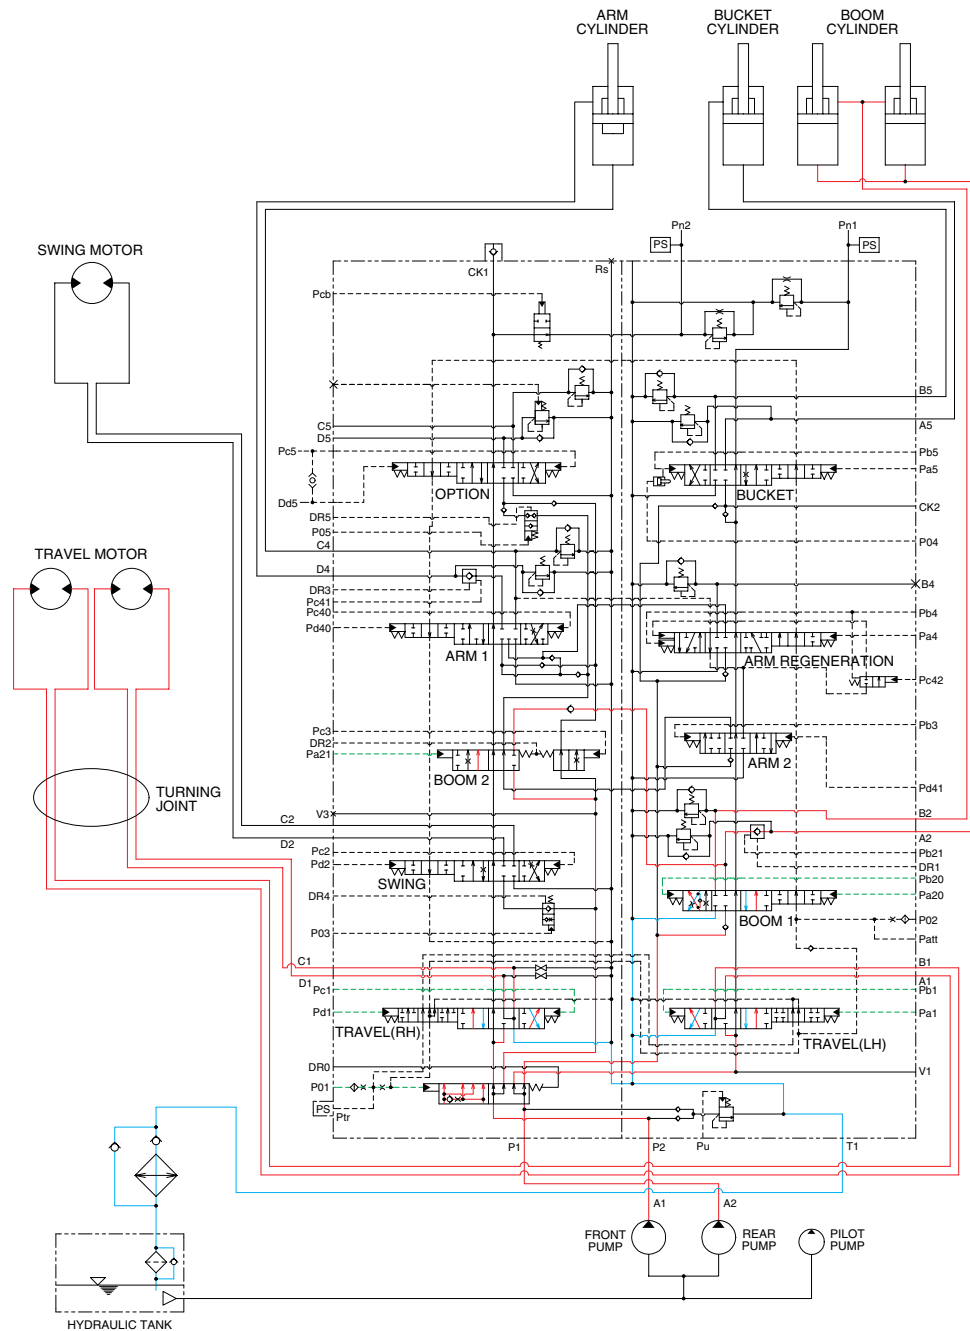 ARM
CYLINDER
BUCKET
CYLINDER
BOOM
CYLINDER
SWING MOTOR
Pn2
Pn1
PS
PS
CK1
Rs
Pcb
B5
A5
C5
D5
Pc5
Pb5
Pa5
Dd5
OPTION
BUCKET
CK2
DR5
P05
P04
C4
D4
B4
DR3
Pc41
Pc40
Pb4
Pd40
Pa4
ARM 1
ARM REGENERATION
Pc42
TRAVEL MOTOR
Pc3
Pb3
DR2
Pa21
BOOM 2
ARM 2
Pd41
TURNING
JOINT
V3
B2
C2
D2
A2
Pc2
Pb21
Pd2
DR1
SWING
Pb20
DR4
Pa20
BOOM 1
P03
P02
Patt
C1
B1
D1
A1
Pc1
Pb1
Pd1
Pa1
TRAVEL(RH)
TRAVEL(LH)
DR0
V1
P01
PS
Ptr
P1
P2
Pu
T1
A1
A2
FRONT
PUMP
REAR
PUMP
PILOT
PUMP
HYDRAULIC TANK